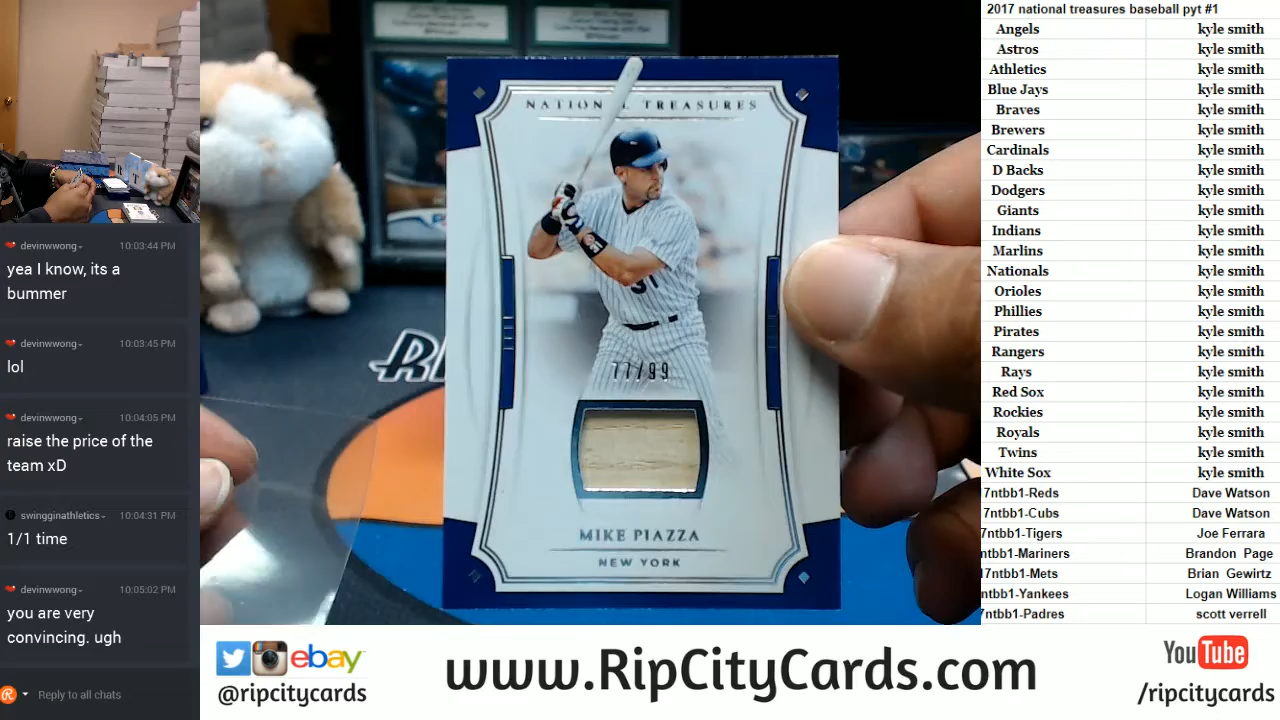 devinwwong 10:03:44 PM
yea I know, its a
bummer
devinwwong 10:03:45 PM
lol
devinwwong 10:04:05 PM
raise the price of the
team xD
swingginathletics 10:04:31 PM
1/1 time
devinwwong 10:05:02 PM
you are very
convincing. ugh
Reply to all chats
NATIONAL TREASURES
31
77/99
MIKE PIAZZA
NEW YORK
2017 national treasures baseball pyt #1
Angels kyle smith
Astros kyle smith
Athletics kyle smith
Blue Jays kyle smith
Braves kyle smith
Brewers kyle smith
Cardinals kyle smith
D Backs kyle smith
Dodgers kyle smith
Giants kyle smith
Indians kyle smith
Marlins kyle smith
Nationals kyle smith
Orioles kyle smith
Phillies kyle smith
Pirates kyle smith
Rangers kyle smith
Rays kyle smith
Red Sox kyle smith
Rockies kyle smith
Royals kyle smith
Twins kyle smith
White Sox kyle smith
7ntbb1-Reds Dave Watson
7ntbb1-Cubs Dave Watson
7ntbb1-Tigers Joe Ferrara
ntbb1-Mariners Brandon Page
17ntbb1-Mets Brian Gewirtz
ntbb1-Yankees Logan Williams
7ntbb1-Padres scott verrell
ebay
@ripcitycards
www.RipCityCards.com
YouTube
/ripcitycards